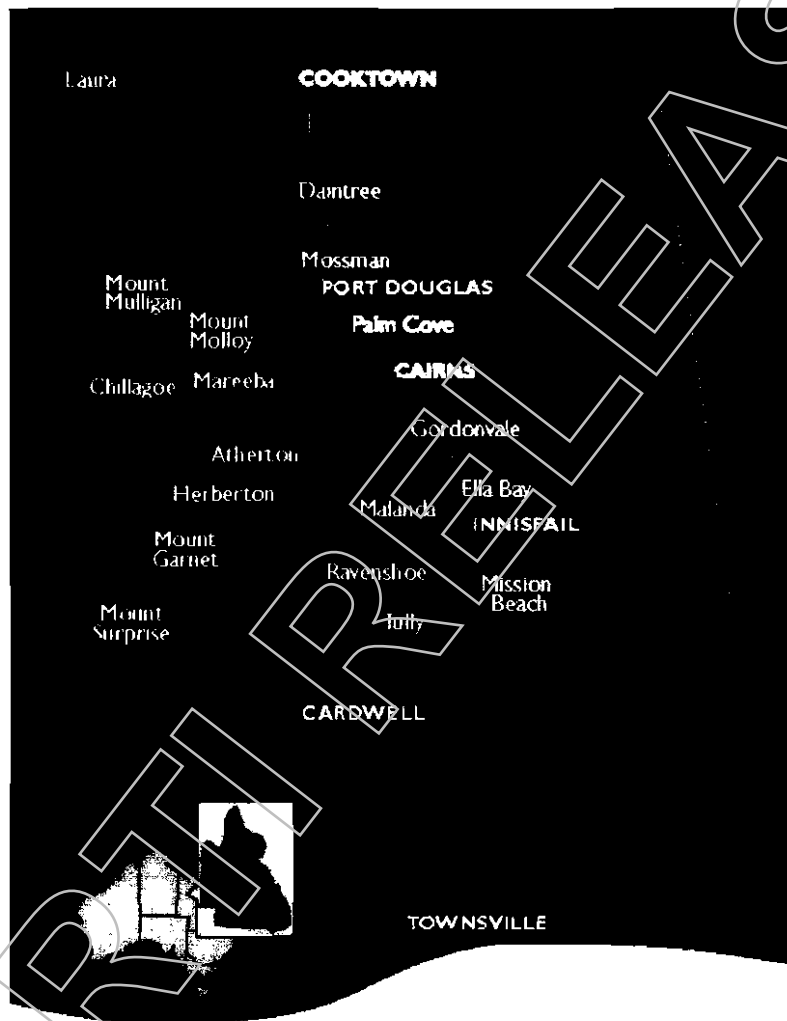 Laura
COOKTOWN
Daintree
Mossman
PORT DOUGLAS
Mount
Mulligan
Mount
Molloy
Palm Cove
CAIRNS
Chillagoe
Mareeba
Gordonvale
Atherton
Herberton
Ella Bay
Malanda
INNISFAIL
Mount
Garnet
Ravenshoe
Mission
Beach
Mount
Surprise
Tully
CARDWELL
TOWNSVILLE
RTI RELEAS